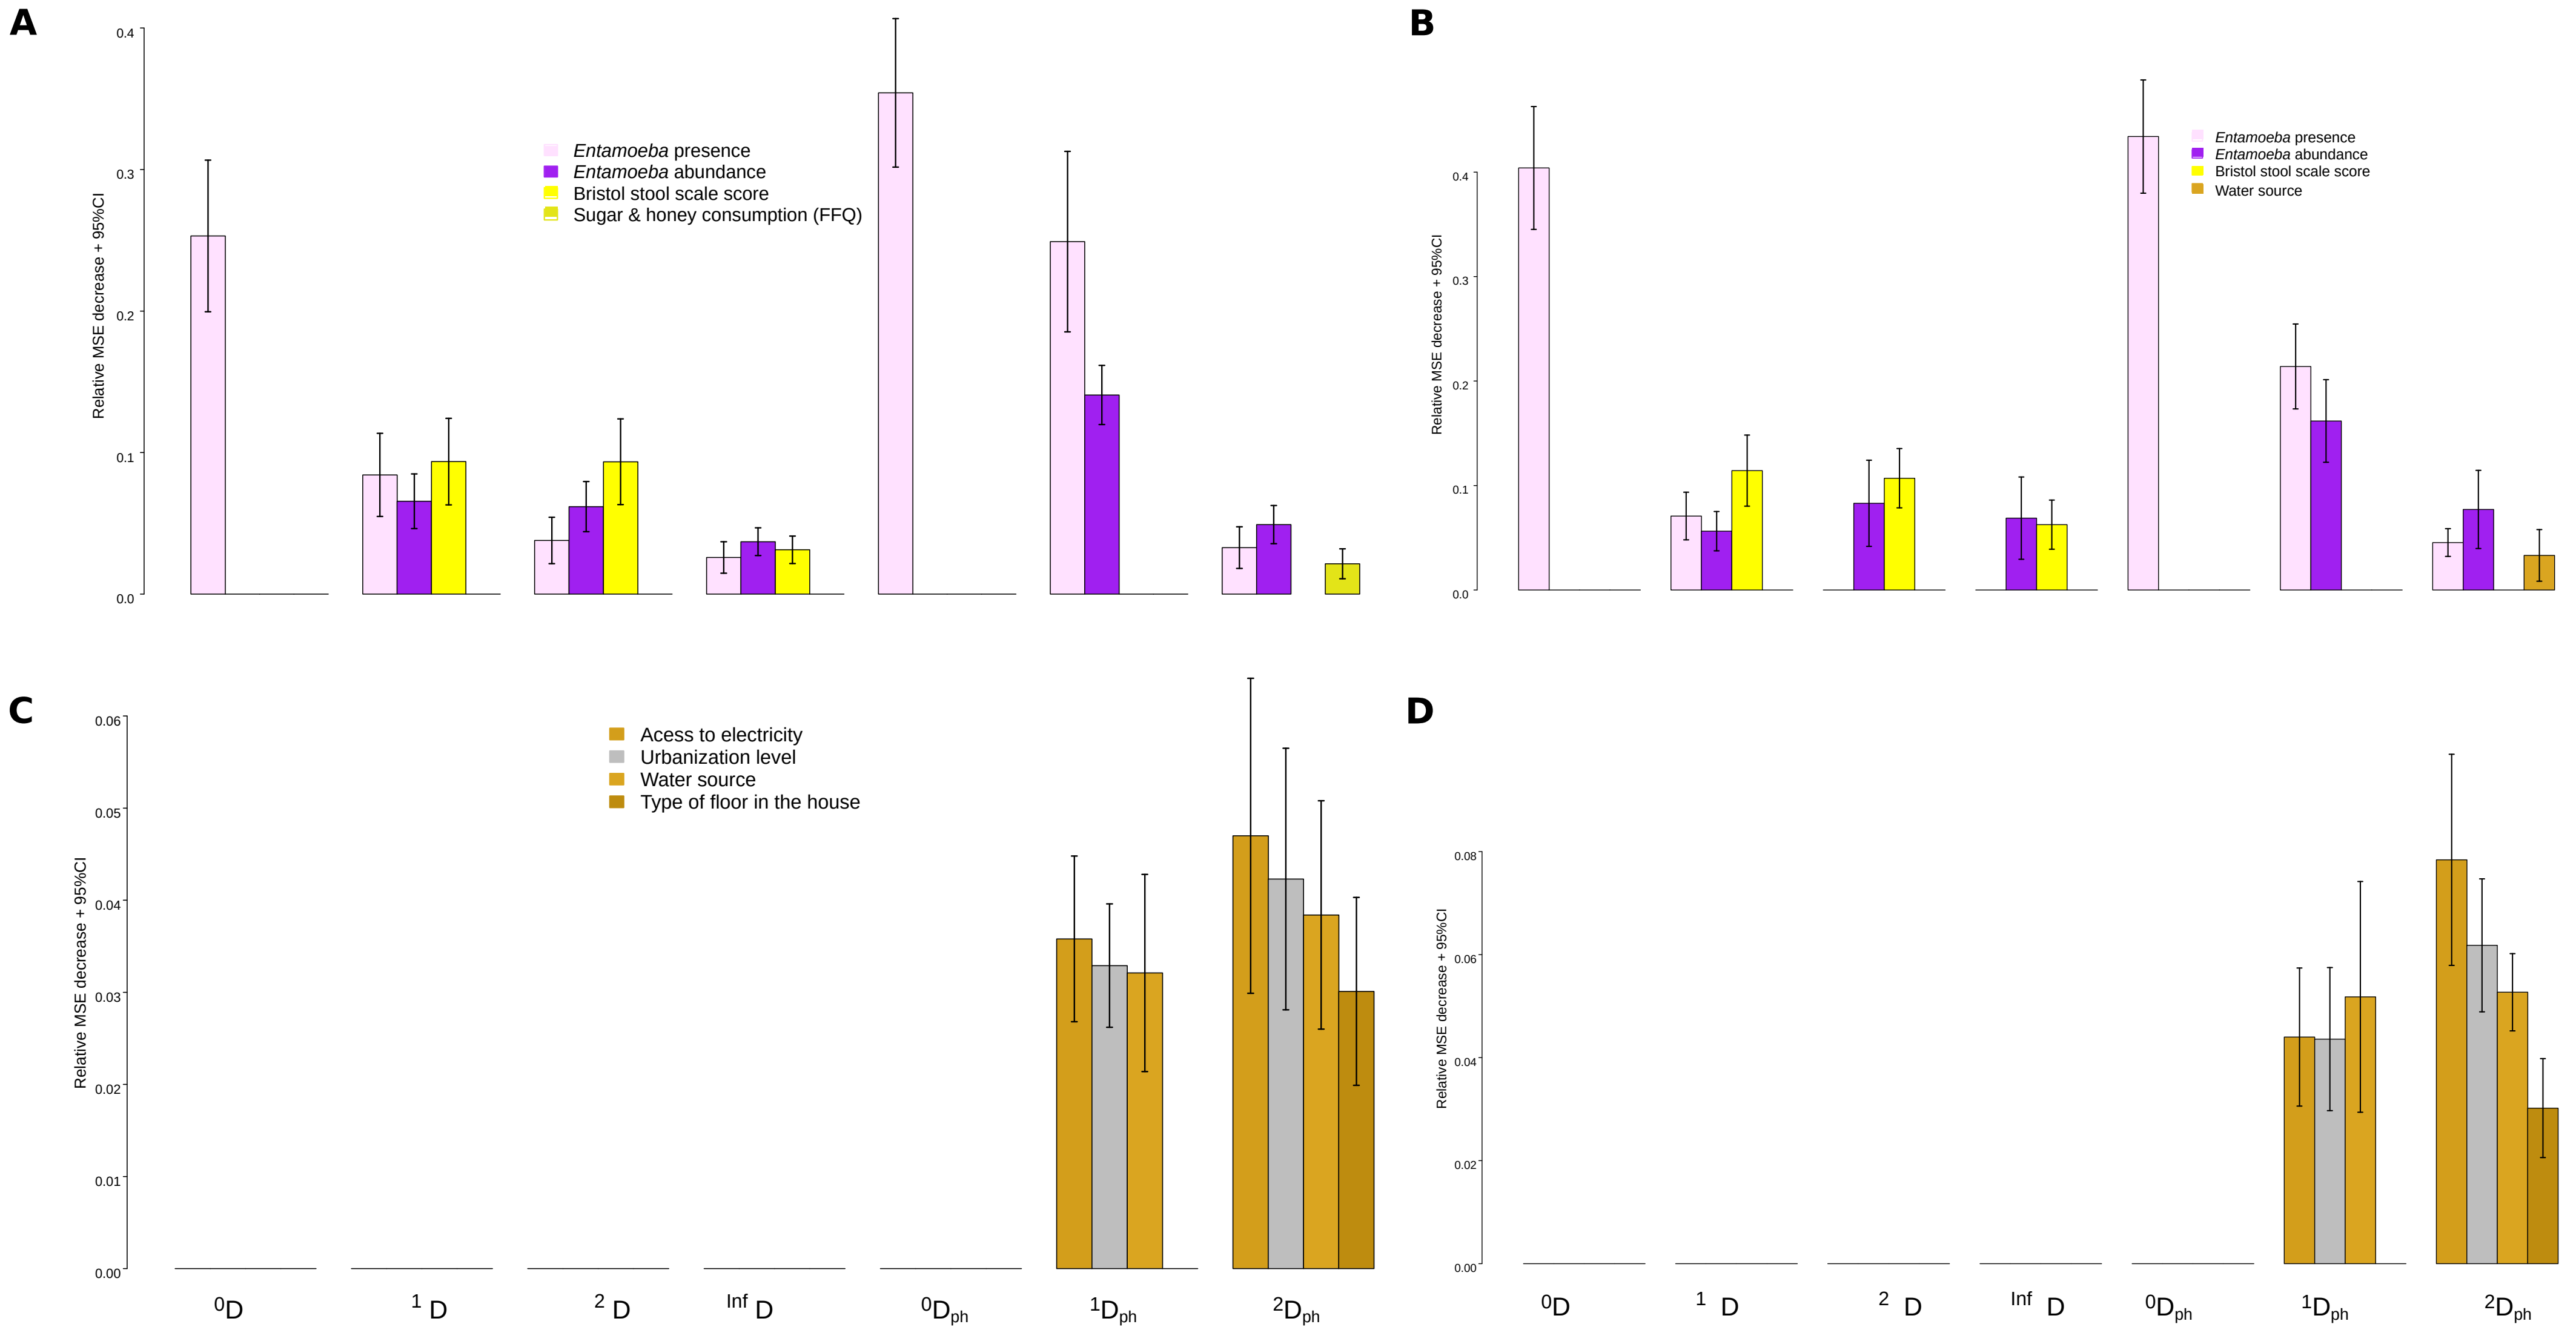 A
0.4
0.3
0.2
0.1
0.0
Relative MSE decrease + 95%CI
Entamoeba presence
Entamoeba abundance
Bristol stool scale score
Sugar & honey consumption (FFQ)
B
0.4
0.3
0.2
0.1
0.0
Relative MSE decrease + 95%CI
Entamoeba presence
Entamoeba abundance
Bristol stool scale score
Water source
C
0.06
0.05
0.04
0.03
0.02
0.01
0.00
Relative MSE decrease + 95%CI
Acess to electricity
Urbanization level
Water source
Type of floor in the house
0D 1 D 2 D Inf D 0Dph 1Dph 2Dph
D
0.08
0.06
0.04
0.02
0.00
Relative MSE decrease + 95%CI
0D 1 D 2 D Inf D 0Dph 1Dph 2Dph